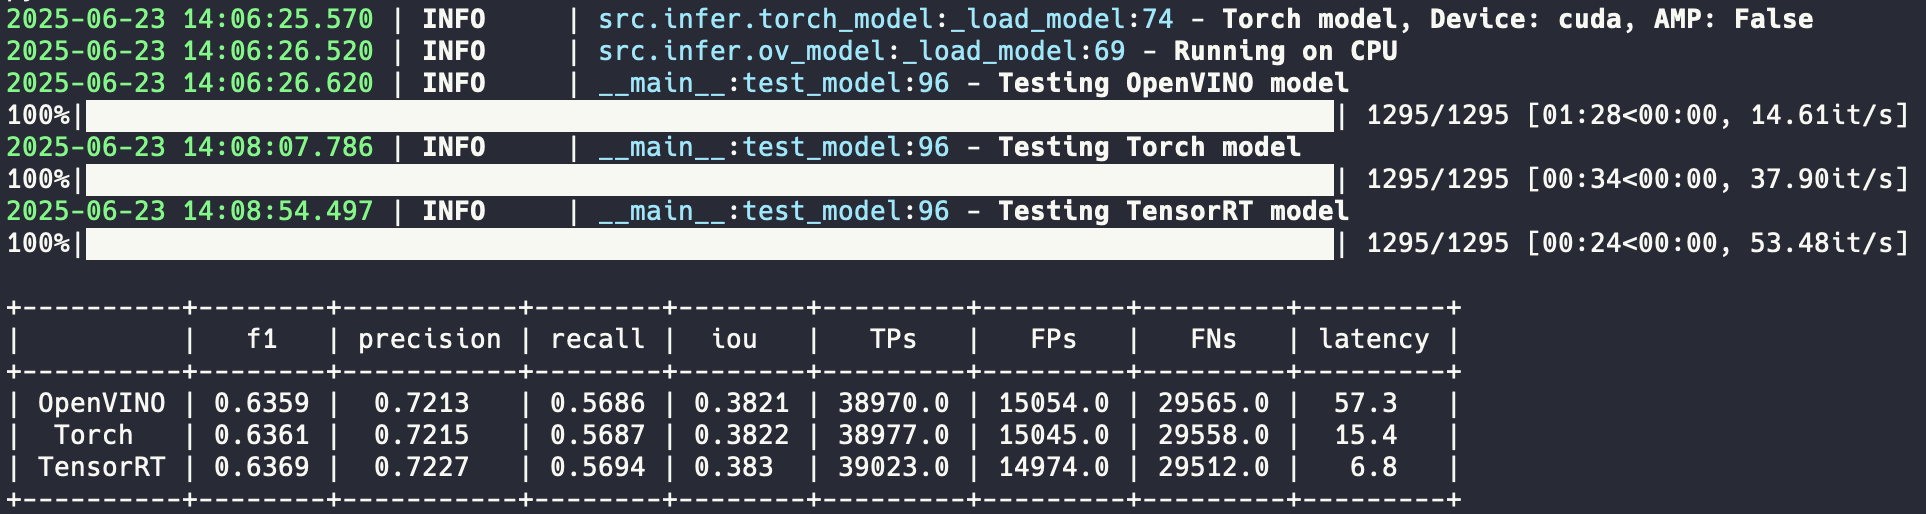 2025-06-23 14:06:25.570 | INFO     | src.infer.torch_model:_load_model:74 - Torch model, Device: cuda, AMP: False
2025-06-23 14:06:26.520 | INFO     | src.infer.ov_model:_load_model:69 - Running on CPU
2025-06-23 14:06:26.620 | INFO     | __main__:test_model:96 - Testing OpenVINO model
100%|██████████| 1295/1295 [01:28<00:00, 14.61it/s]
2025-06-23 14:08:07.786 | INFO     | __main__:test_model:96 - Testing Torch model
100%|██████████| 1295/1295 [00:34<00:00, 37.90it/s]
2025-06-23 14:08:54.497 | INFO     | __main__:test_model:96 - Testing TensorRT model
100%|██████████| 1295/1295 [00:24<00:00, 53.48it/s]
+----------+--------+-----------+--------+--------+---------+---------+---------+---------+
|          |   f1   | precision | recall |  iou   |   TPs   |   FPs   |   FNs   | latency |
+----------+--------+-----------+--------+--------+---------+---------+---------+---------+
| OpenVINO | 0.6359 |  0.7213   | 0.5686 | 0.3821 | 38970.0 | 15054.0 | 29565.0 |  57.3   |
|  Torch   | 0.6361 |  0.7215   | 0.5687 | 0.3822 | 38977.0 | 15045.0 | 29558.0 |  15.4   |
| TensorRT | 0.6369 |  0.7227   | 0.5694 | 0.383  | 39023.0 | 14974.0 | 29512.0 |   6.8   |
+----------+--------+-----------+--------+--------+---------+---------+---------+---------+